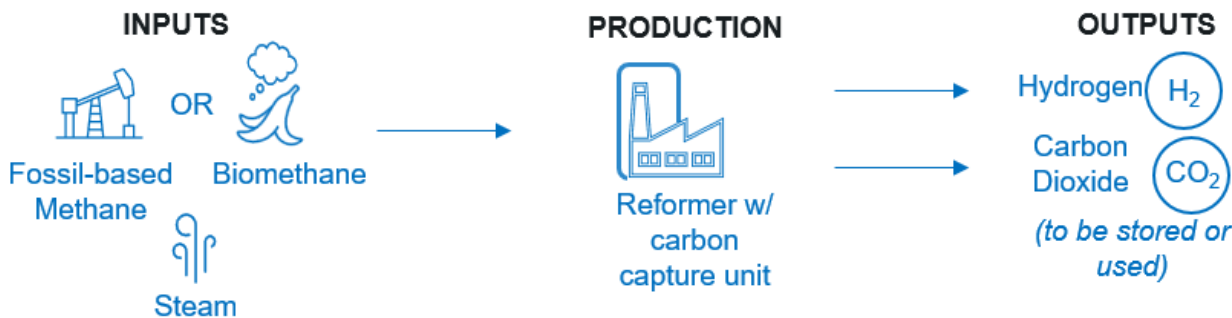 INPUTS
OR
Fossil-based
Methane
Biomethane
Steam
PRODUCTION
Reformer w/
carbon
capture unit
OUTPUTS
Hydrogen
H₂
Carbon
Dioxide
CO₂
(to be stored or
used)